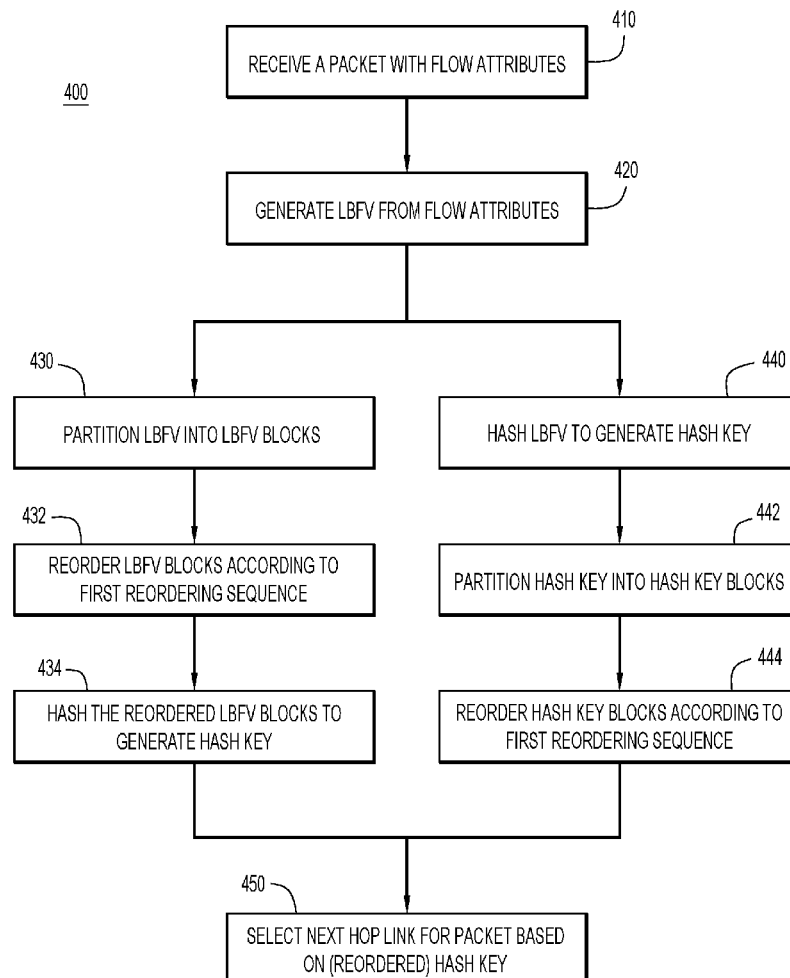 410
RECEIVE A PACKET WITH FLOW ATTRIBUTES
400
420
GENERATE LBFV FROM FLOW ATTRIBUTES
430
PARTITION LBFV INTO LBFV BLOCKS
432
REORDER LBFV BLOCKS ACCORDING TO
FIRST REORDERING SEQUENCE
434
HASH THE REORDERED LBFV BLOCKS TO
GENERATE HASH KEY
440
HASH LBFV TO GENERATE HASH KEY
442
PARTITION HASH KEY INTO HASH KEY BLOCKS
444
REORDER HASH KEY BLOCKS ACCORDING TO
FIRST REORDERING SEQUENCE
450
SELECT NEXT HOP LINK FOR PACKET BASED
ON (REORDERED) HASH KEY